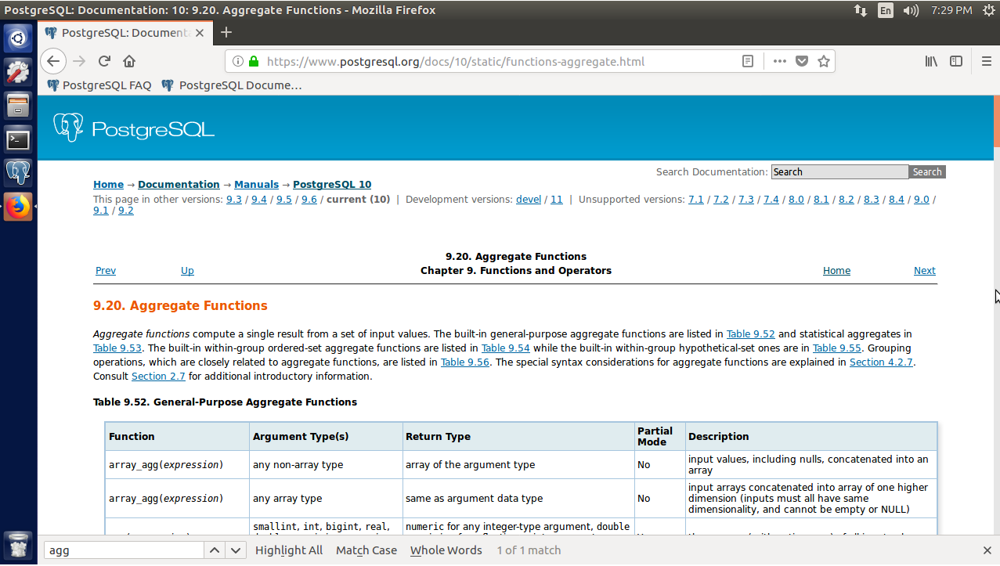 PostgreSQL: Documentation: 10: 9.20. Aggregate Functions - Mozilla Firefox
En
7:29 PM
PostgreSQL: Document
https://www.postgresql.org/docs/10/static/functions-aggregate.html
PostgreSQL FAQ
PostgreSQL Docume...
PostgreSQL
Search Documentation: Search Search
Home → Documentation → Manuals → PostgreSQL 10
This page in other versions: 9.3 / 9.4 / 9.5 / 9.6 / current (10) | Development versions: devel / 11 | Unsupported versions: 7.1 / 7.2 / 7.3 / 7.4 / 8.0 / 8.1 / 8.2 / 8.3 / 8.4 / 9.0 /
9.1 / 9.2
9.20. Aggregate Functions
Prev Up Chapter 9. Functions and Operators Home Next
9.20. Aggregate Functions
Aggregate functions compute a single result from a set of input values. The built-in general-purpose aggregate functions are listed in Table 9.52 and statistical aggregates in
Table 9.53. The built-in within-group ordered-set aggregate functions are listed in Table 9.54 while the built-in within-group hypothetical-set ones are in Table 9.55. Grouping
operations, which are closely related to aggregate functions, are listed in Table 9.56. The special syntax considerations for aggregate functions are explained in Section 4.2.7.
Consult Section 2.7 for additional introductory information.
Table 9.52. General-Purpose Aggregate Functions
Function Argument Type(s) Return Type Partial Mode Description
array_agg(expression) any non-array type array of the argument type No input values, including nulls, concatenated into an
array
array_agg(expression) any array type same as argument data type No input arrays concatenated into array of one higher
dimension (inputs must all have same
dimensionality, and cannot be empty or NULL)
smallint, int, bigint, real, numeric for any integer-type argument, double
agg Highlight All Match Case Whole Words 1 of 1 match